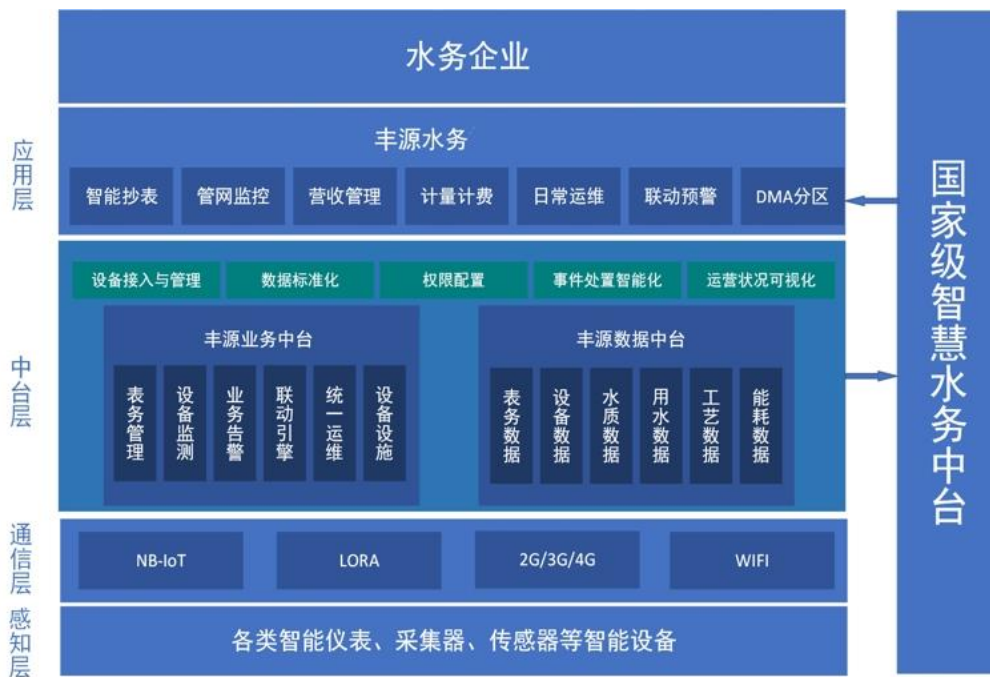 水务企业
应用层
丰源水务
智能抄表
管网监控
营收管理
计量计费
日常运维
联动预警
DMA分区
中台层
设备接入与管理
数据标准化
权限配置
事件处置智能化
运营状况可视化
丰源业务中台
表务管理
设备监测
业务告警
联动引擎
统一运维
设备设施
丰源数据中台
表务数据
设备数据
水质数据
用水数据
工艺数据
能耗数据
通信层
NB-IoT
LORA
2G/3G/4G
WIFI
感知层
各类智能仪表、采集器、传感器等智能设备
国家级智慧水务中台